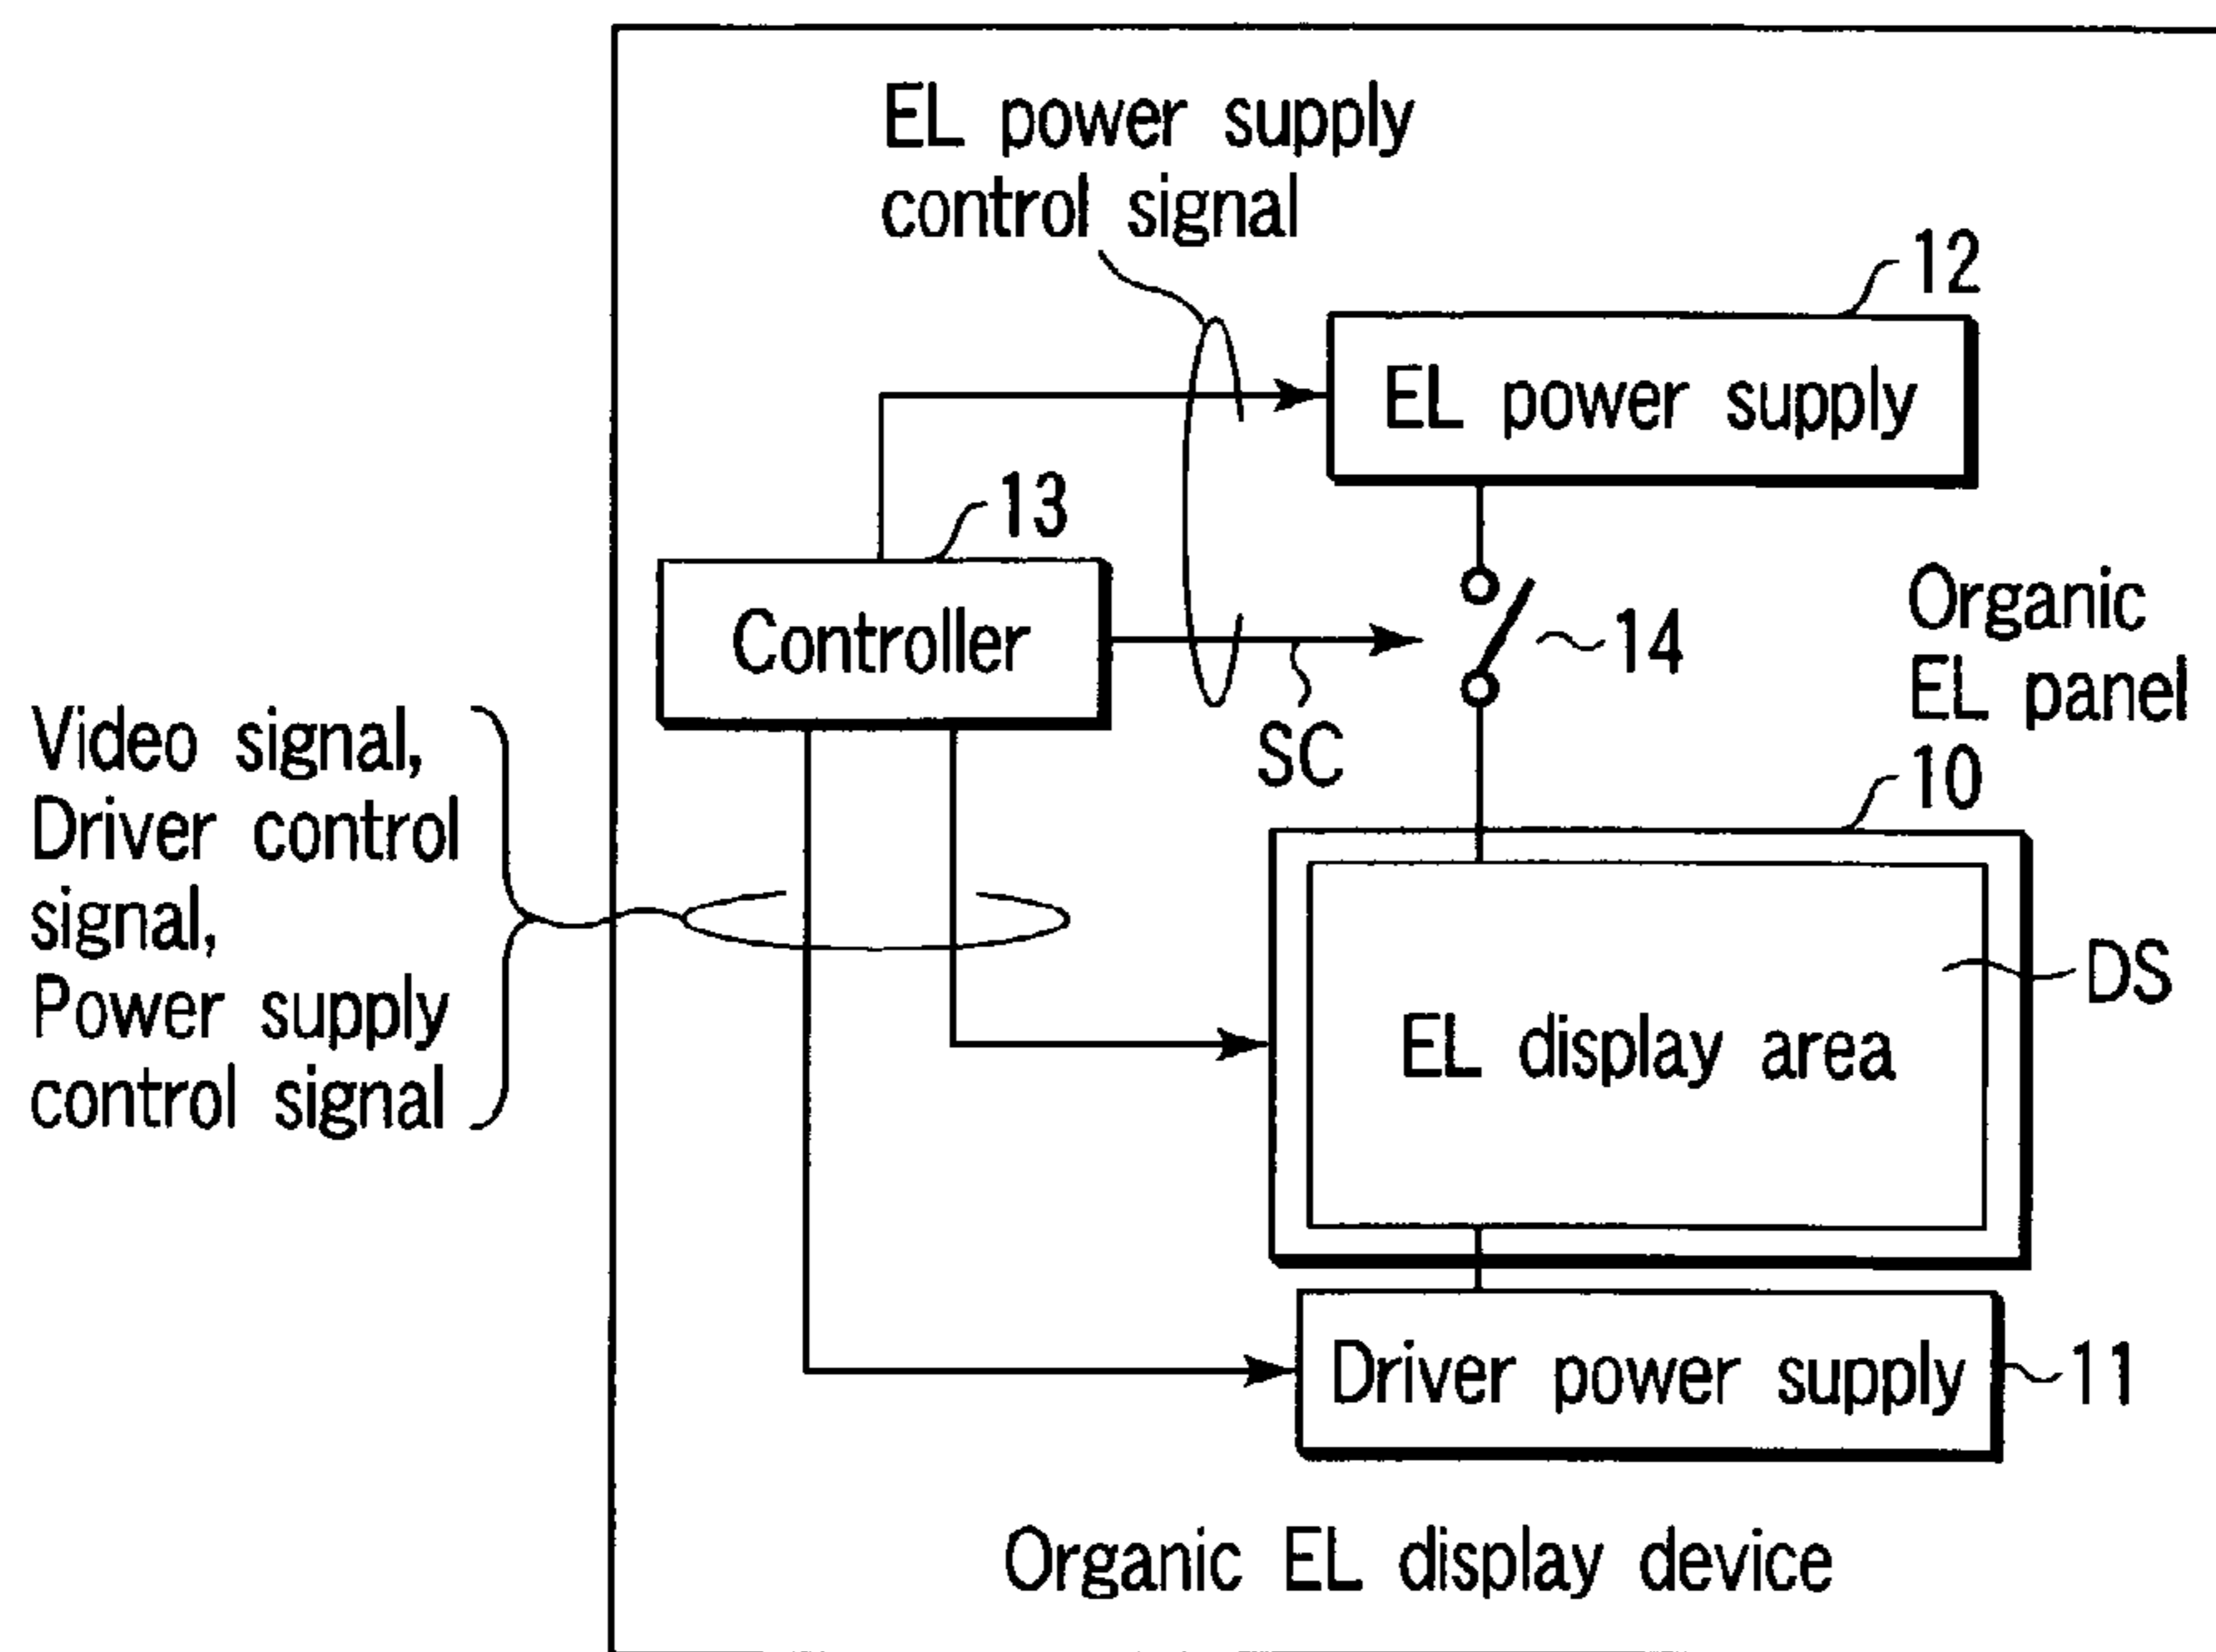 EL power supply
control signal
12
EL power supply
13
Controller
14
SC
Organic
EL panel
10
Video signal,
Driver control
signal,
Power supply
control signal
DS
EL display area
Driver power supply
11
Organic EL display device